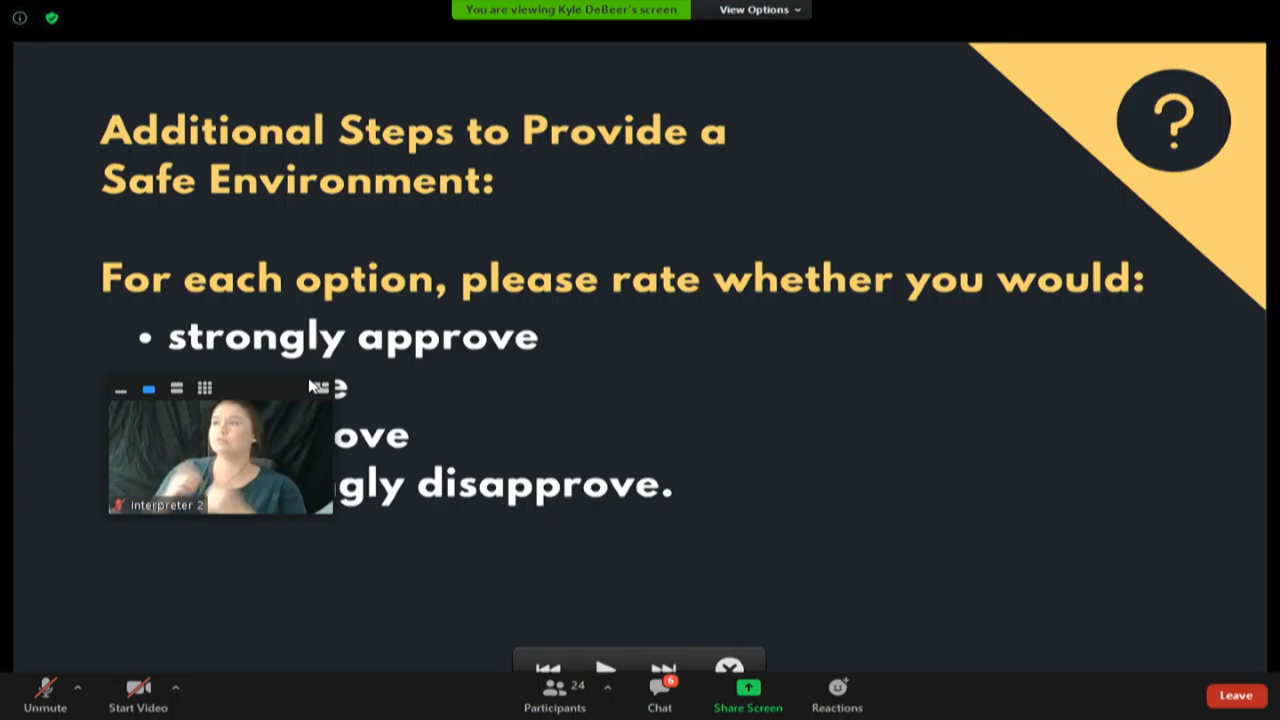 You are viewing Kyle DeBeer's screen
View Options
?
Additional Steps to Provide a
Safe Environment:
For each option, please rate whether you would:
• strongly approve
e
ove
gly disapprove.
Interpreter 2
Unmute
Start Video
24
Participants
6
Chat
Share Screen
Reactions
Leave